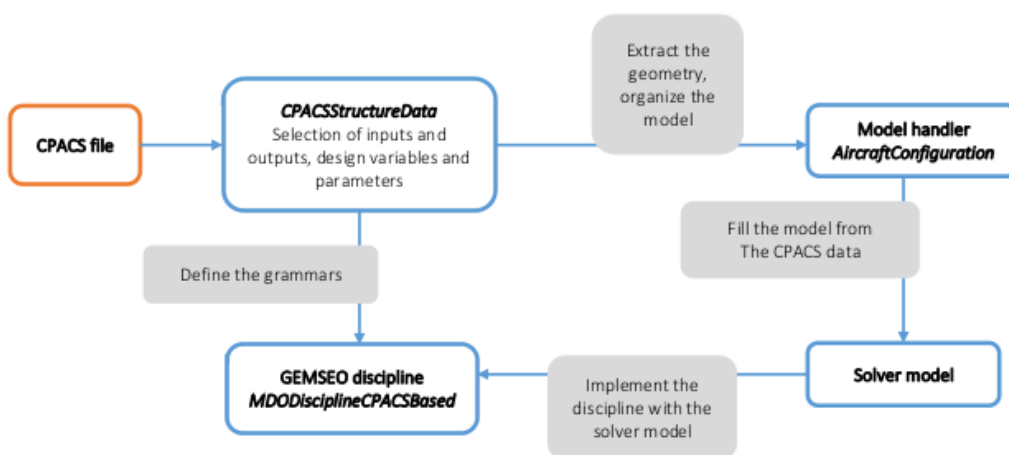 CPACS file
CPACSStructureData
Selection of inputs and
outputs, design variables and
parameters
Extract the
geometry,
organize the
model
Model handler
AircraftConfiguration
Define the grammars
Fill the model from
The CPACS data
GEMSEO discipline
MDODisciplineCPACSBased
Implement the
discipline with the
solver model
Solver model